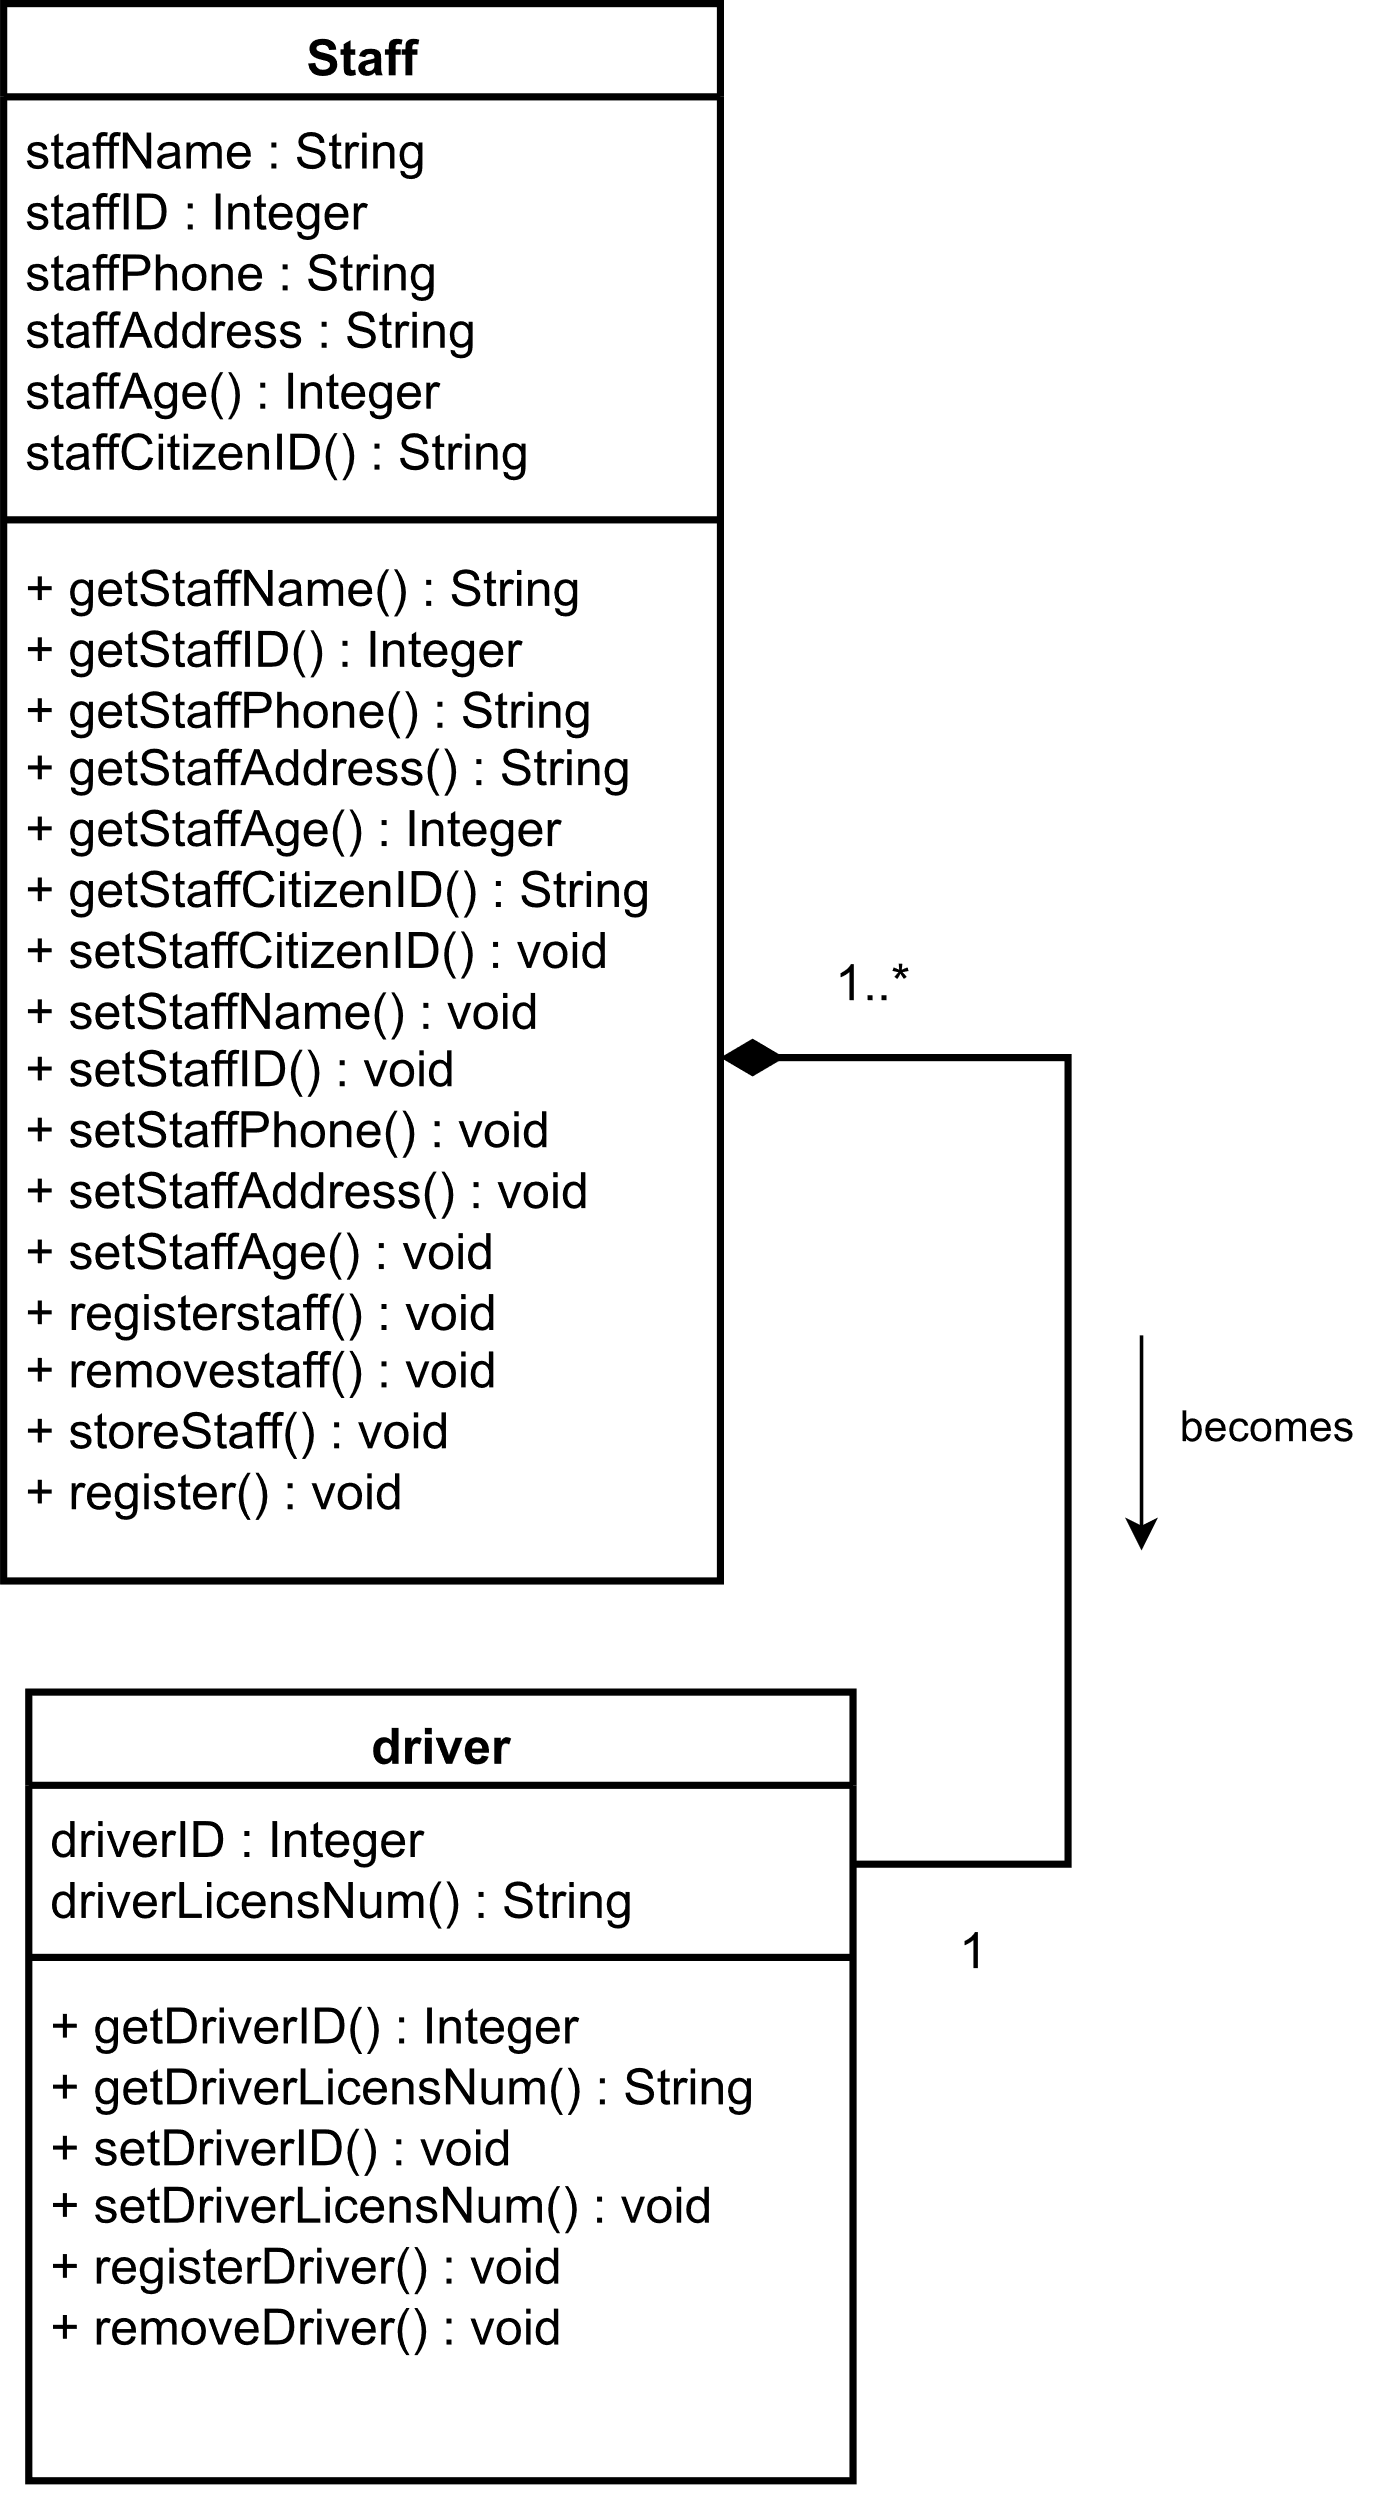 Staff
staffName : String
staffID : Integer
staffPhone : String
staffAddress : String
staffAge() : Integer
staffCitizenID() : String
+ getStaffName() : String
+ getStaffID() : Integer
+ getStaffPhone() : String
+ getStaffAddress() : String
+ getStaffAge() : Integer
+ getStaffCitizenID() : String
+ setStaffCitizenID() : void
+ setStaffName() : void
+ setStaffID() : void
+ setStaffPhone() : void
+ setStaffAddress() : void
+ setStaffAge() : void
+ registerstaff() : void
+ removestaff() : void
+ storeStaff() : void
+ register() : void
1..*
becomes
driver
driverID : Integer
driverLicensNum() : String
1
+ getDriverID() : Integer
+ getDriverLicensNum() : String
+ setDriverID() : void
+ setDriverLicensNum() : void
+ registerDriver() : void
+ removeDriver() : void